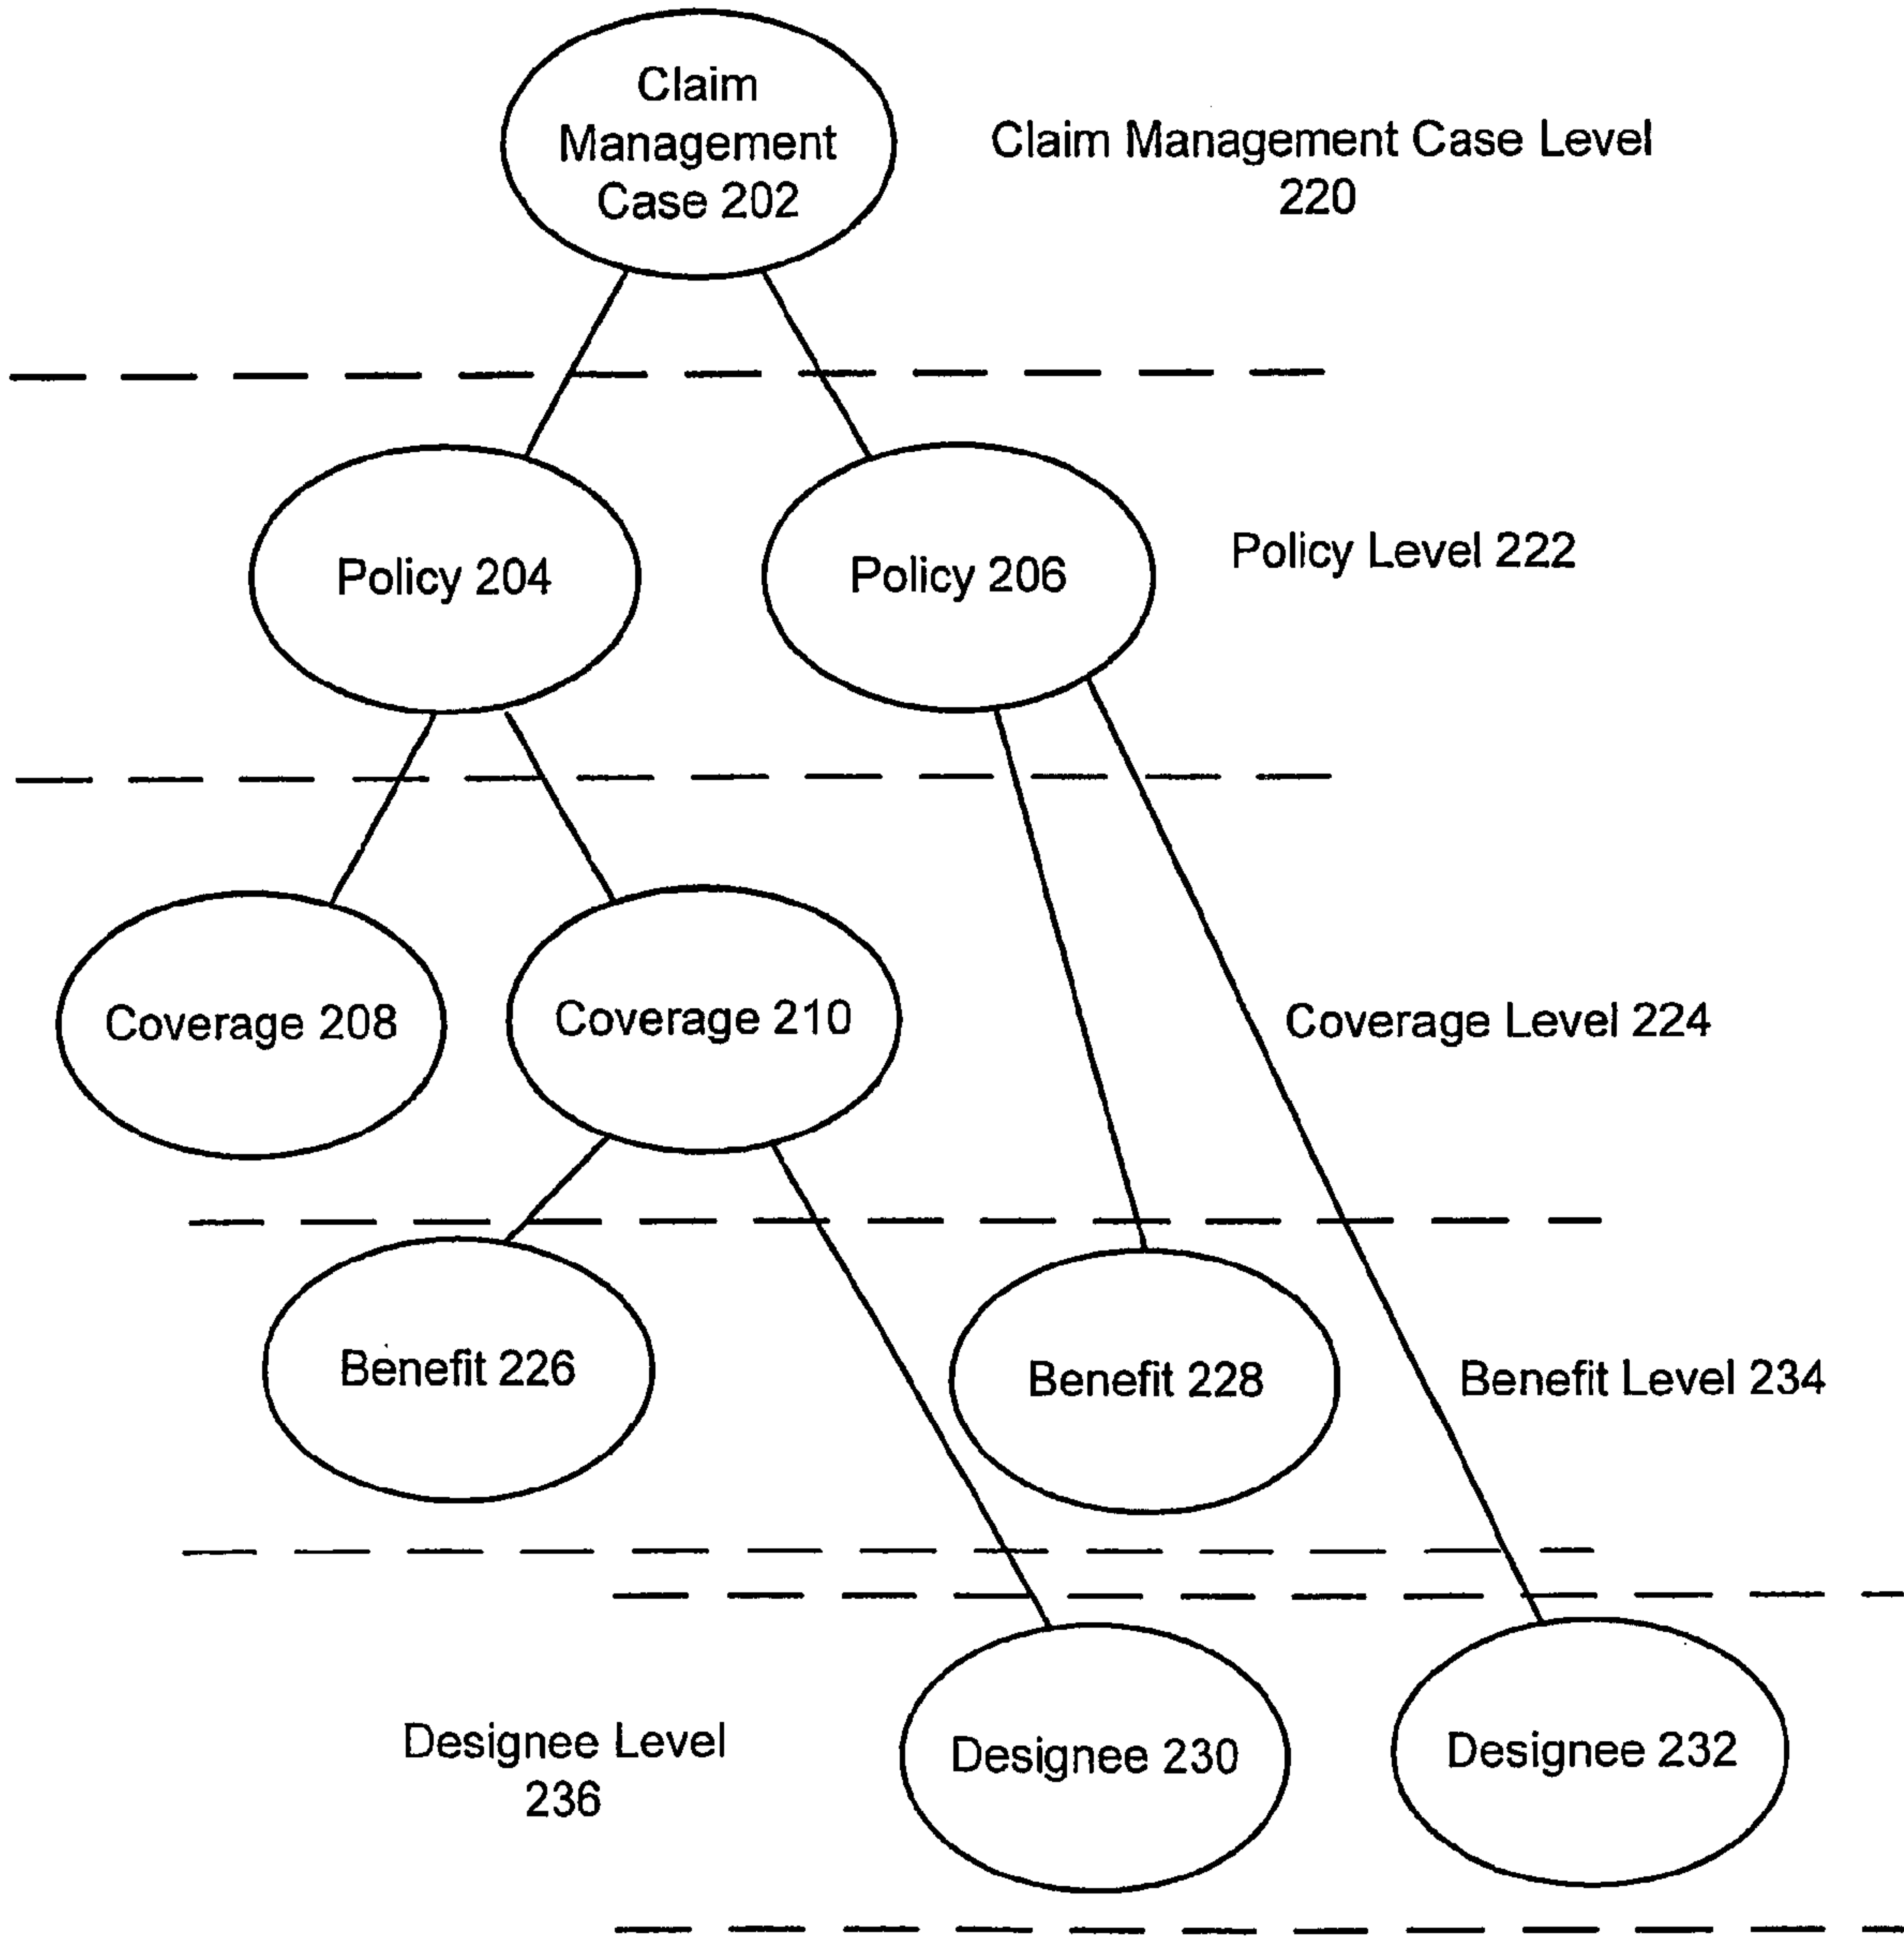 Claim
Management
Case 202
Claim Management Case Level
220
Policy 204
Policy 206
Policy Level 222
Coverage 208
Coverage 210
Coverage Level 224
Benefit 226
Benefit 228
Benefit Level 234
Designee Level
236
Designee 230
Designee 232